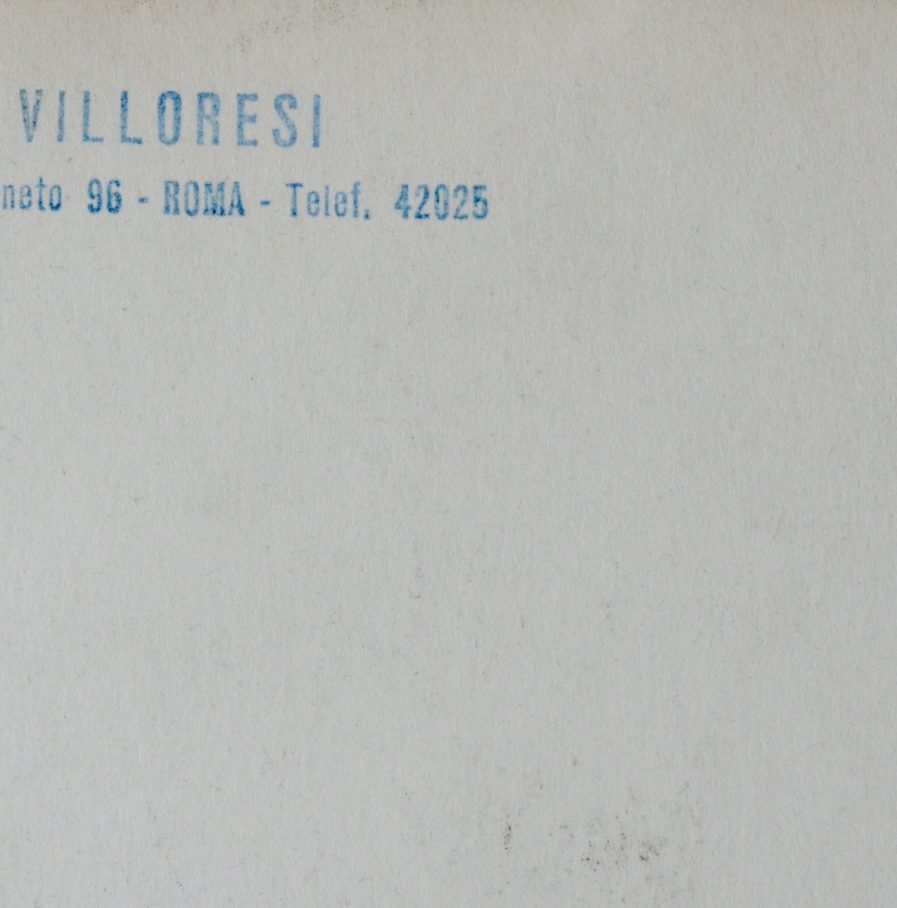 VILLORESI
neto 96 - ROMA - Telef. 42025